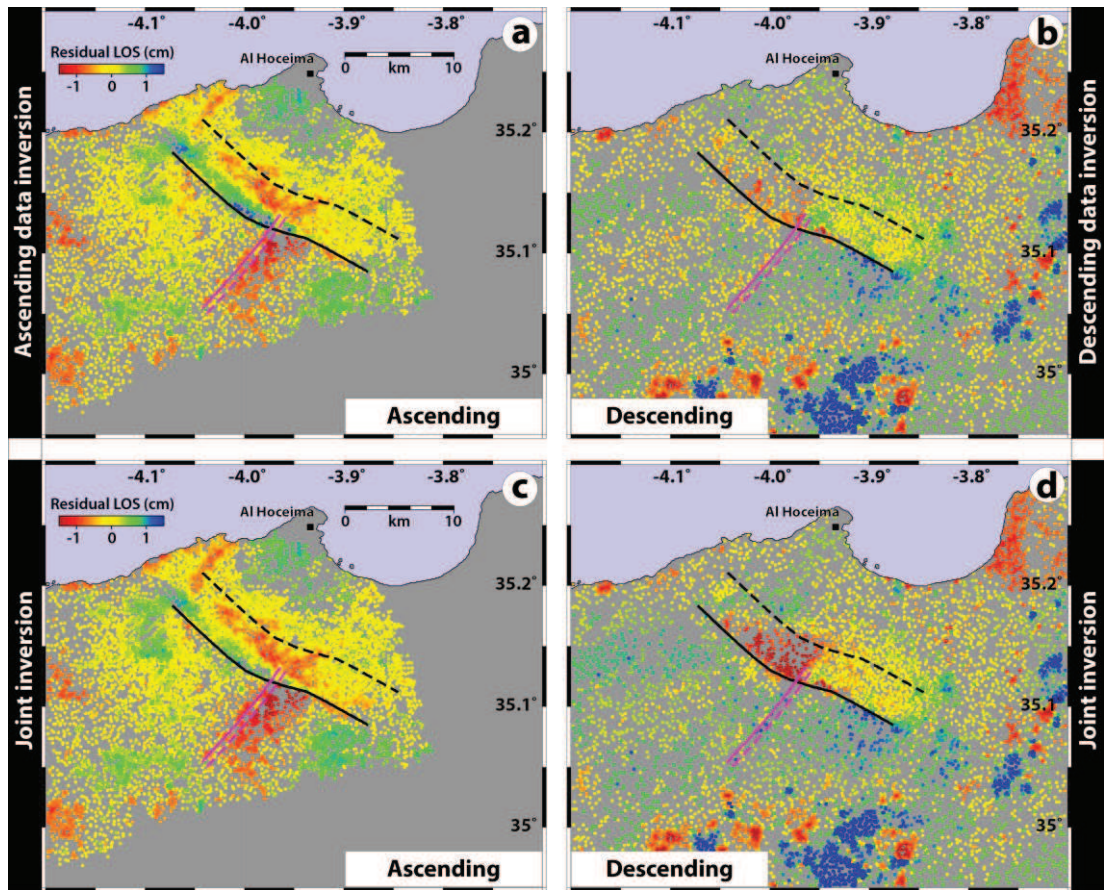 -4.1° -4.0° -3.9° -3.8° a
Residual LOS (cm)
-1 0 1
Al Hoceima
0 km 10
35.2°
35.1°
35°
Ascending
Ascending data inversion
-4.1° -4.0° -3.9° -3.8° b
Al Hoceima
35.2°
35.1°
35°
Descending
Descending data inversion
-4.1° -4.0° -3.9° -3.8° c
Residual LOS (cm)
-1 0 1
Al Hoceima
0 km 10
35.2°
35.1°
35°
Ascending
Joint inversion
-4.1° -4.0° -3.9° d
Al Hoceima
35.2°
35.1°
35°
Descending
Joint inversion